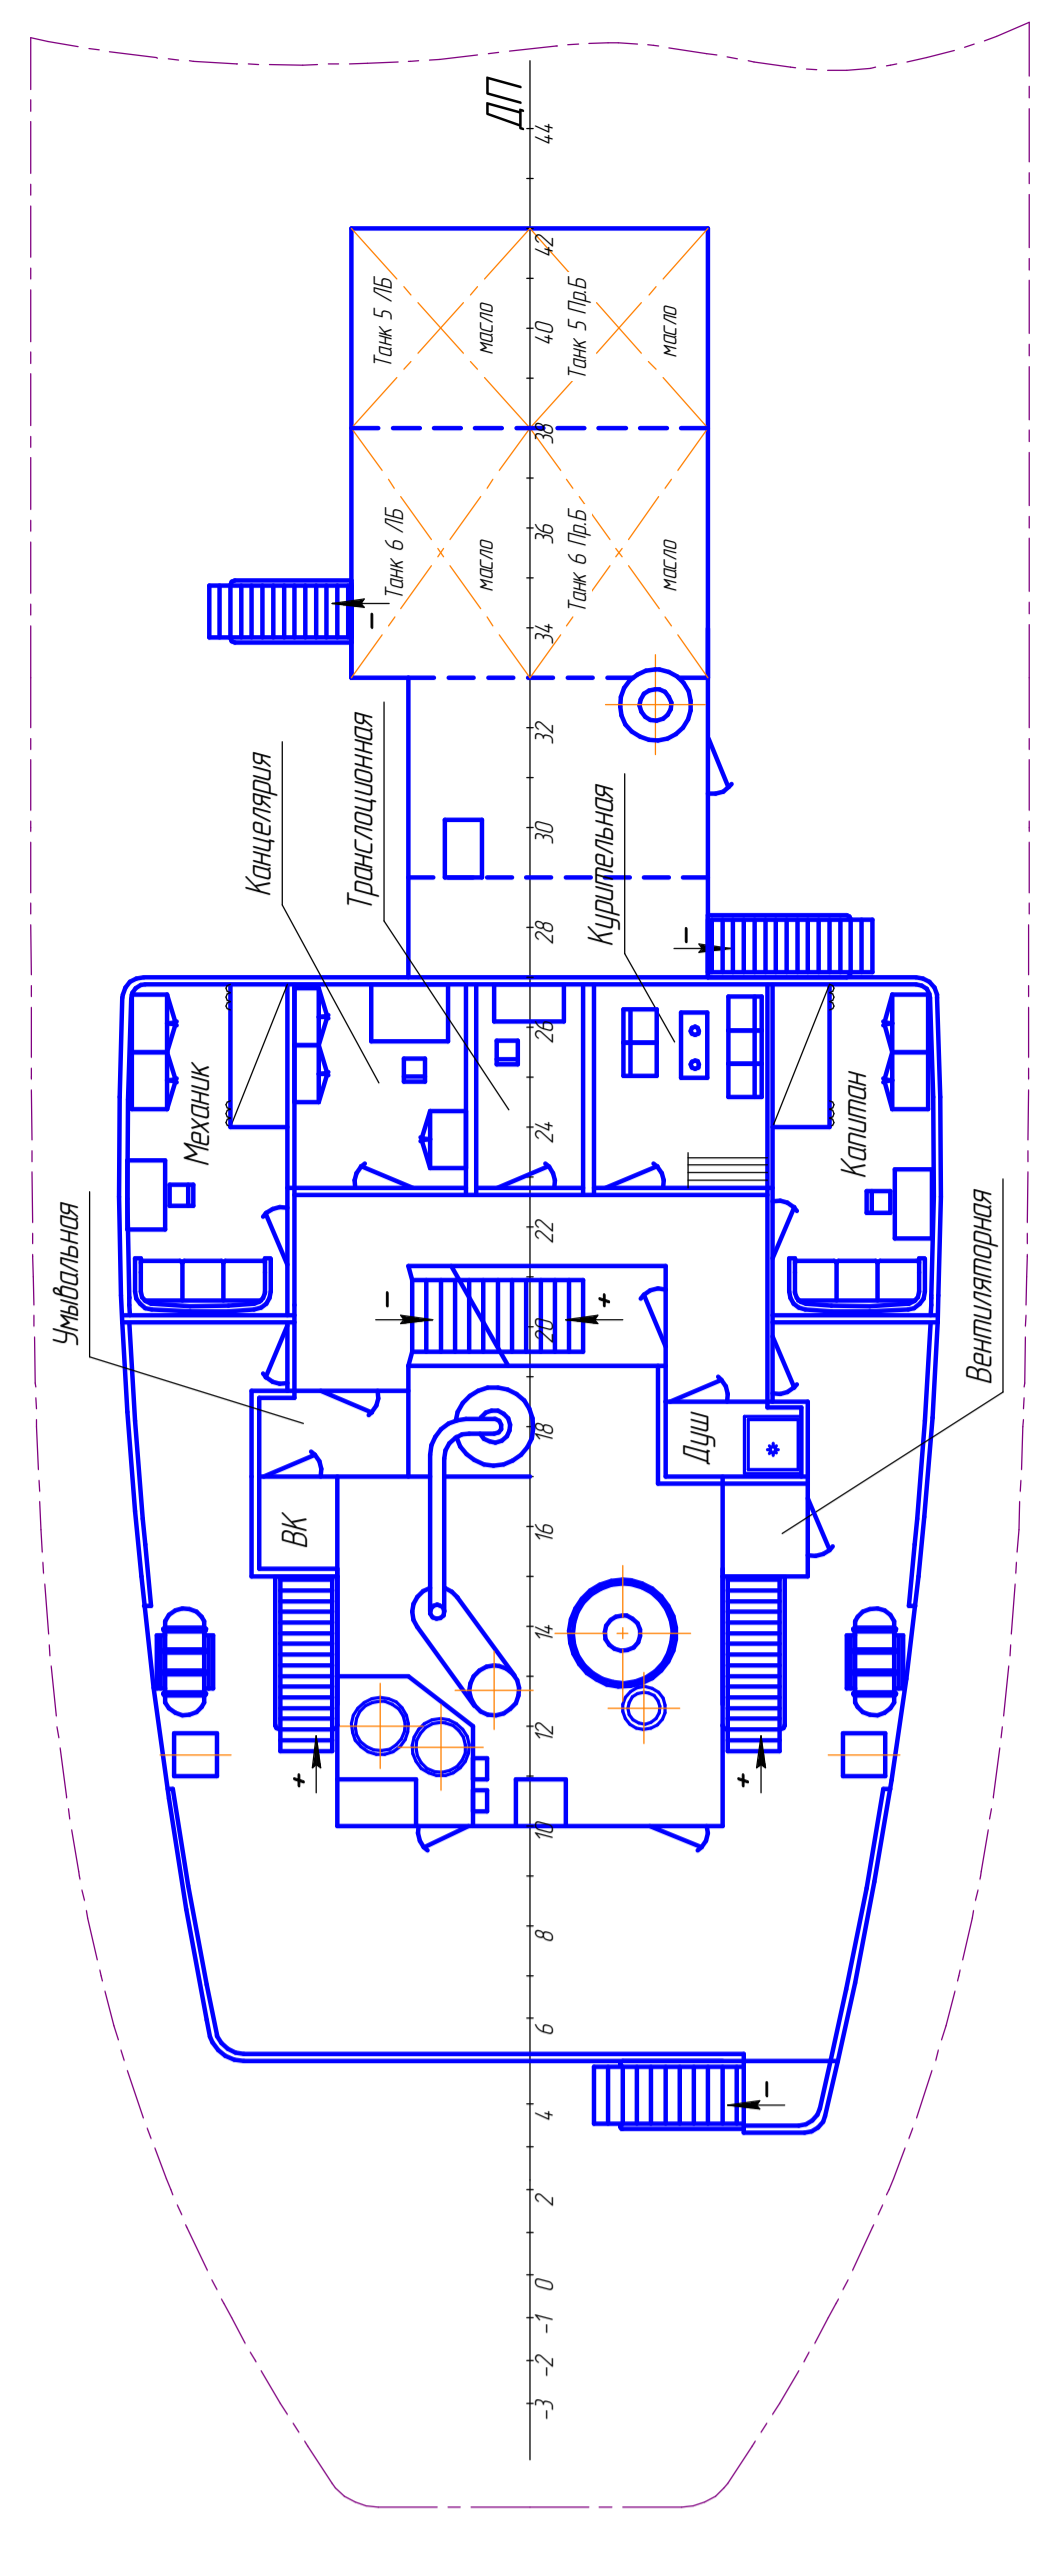 ДП
44
42
40
38
36
34
32
30
28
26
24
22
20
18
16
14
12
10
8
6
4
2
0
-1
-2
-3
Танк 5 ЛБ
масло
Танк 5 Пр.Б
масло
Танк 6 ЛБ
масло
Танк 6 Пр.Б
масло
Канцелярия
Транслоционная
Курительная
Механик
Капитан
Умывальная
Вентиляторная
Душ
ВК
-
-
-
+
+
+
-